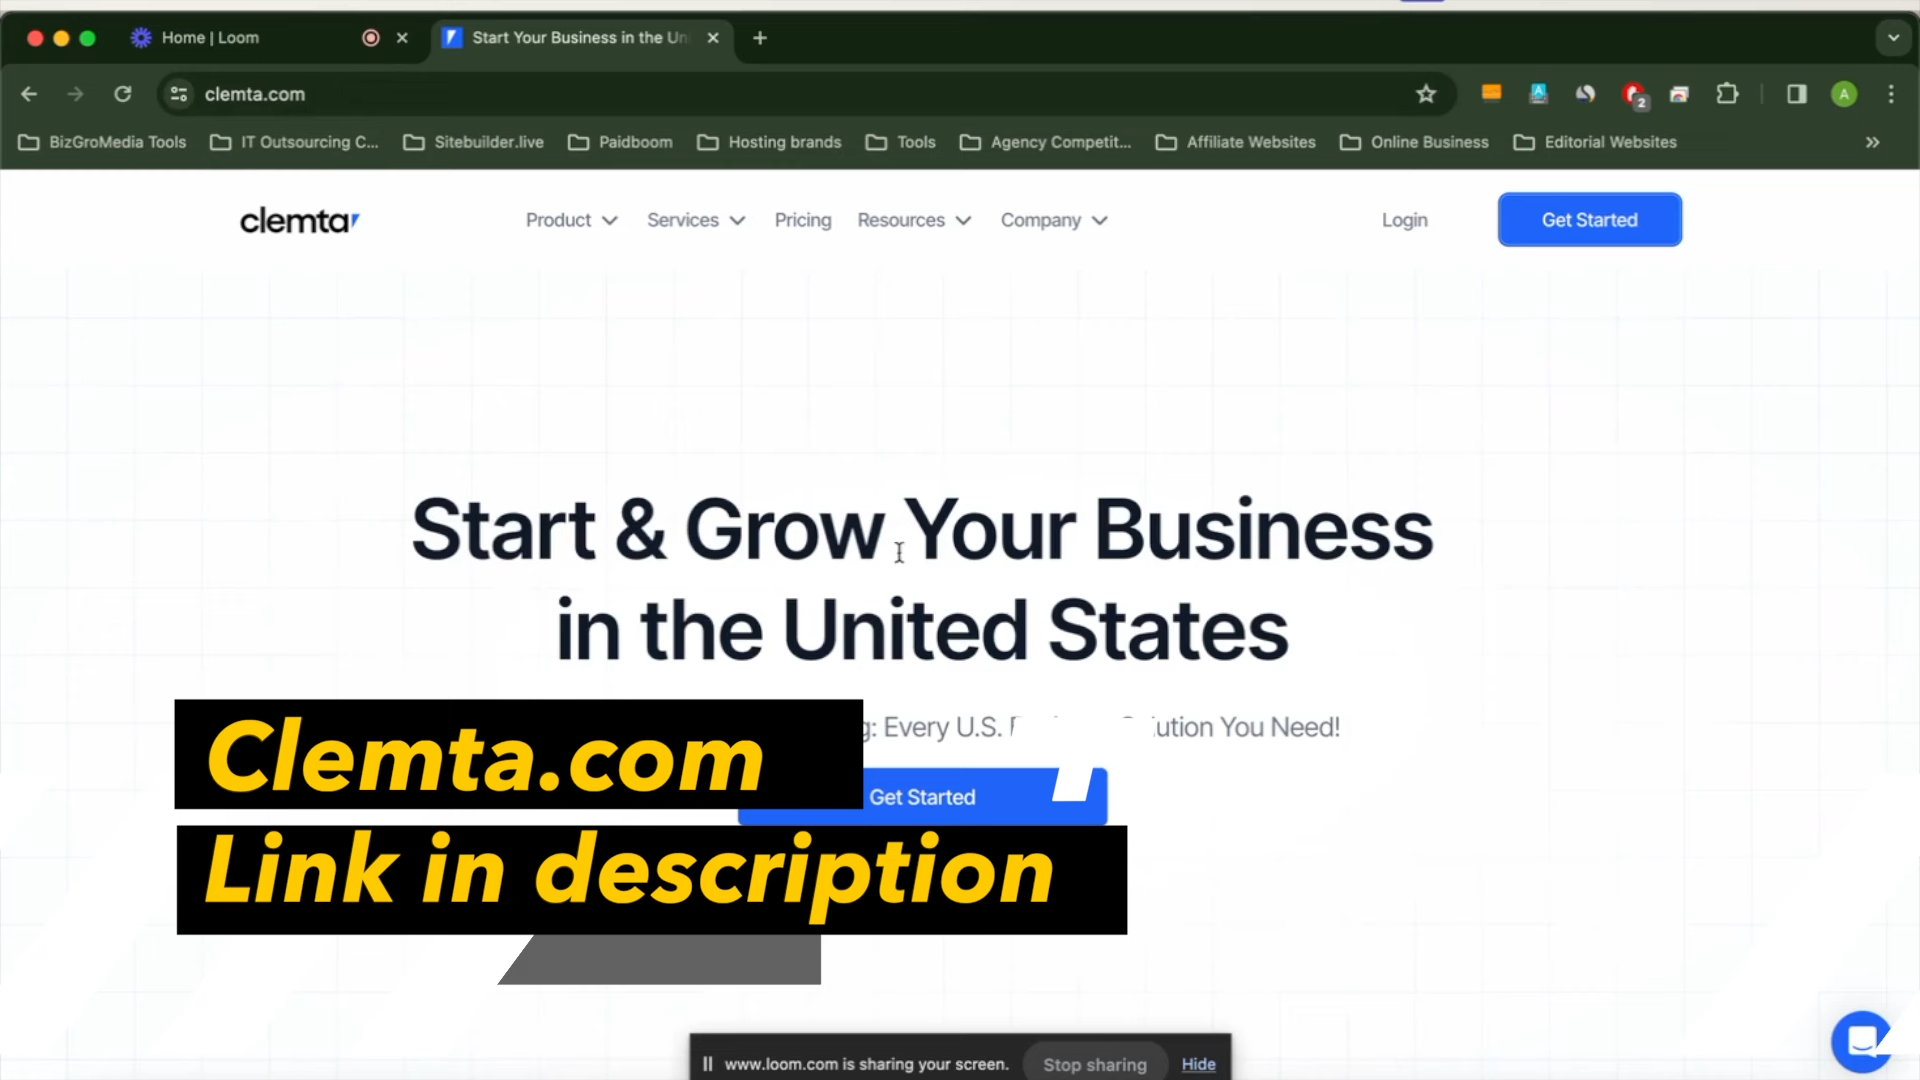 Home | Loom
Start Your Business in the Un
clemta.com
2
A
BizGroMedia Tools
IT Outsourcing C...
Sitebuilder.live
Paidboom
Hosting brands
Tools
Agency Competit...
Affiliate Websites
Online Business
Editorial Websites
clemta
Product
Services
Pricing
Resources
Company
Login
Get Started
Start & Grow Your Business
in the United States
: Every U.S.
You Need!
Get Started
Clemta.com
Link in description
www.loom.com is sharing your screen.
Stop sharing
Hide